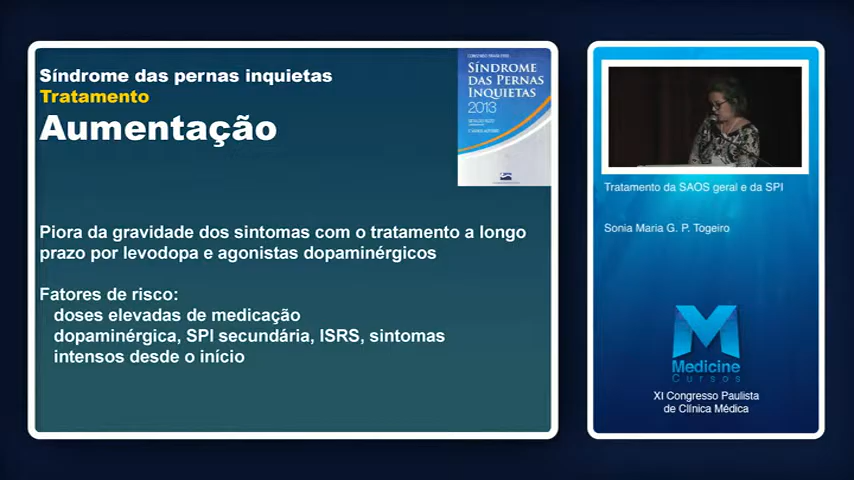 Síndrome das pernas inquietas
Tratamento
Aumentação
SÍNDROME
DAS PERNAS
INQUIETAS
2013
Piora da gravidade dos sintomas com o tratamento a longo
prazo por levodopa e agonistas dopaminérgicos
Fatores de risco:
doses elevadas de medicação
dopaminérgica, SPI secundária, ISRS, sintomas
intensos desde o início
Tratamento da SAOS geral e da SPI
Sonia Maria G. P. Togeiro
M
Medicine
Cursos
XI Congresso Paulista
de Clínica Médica